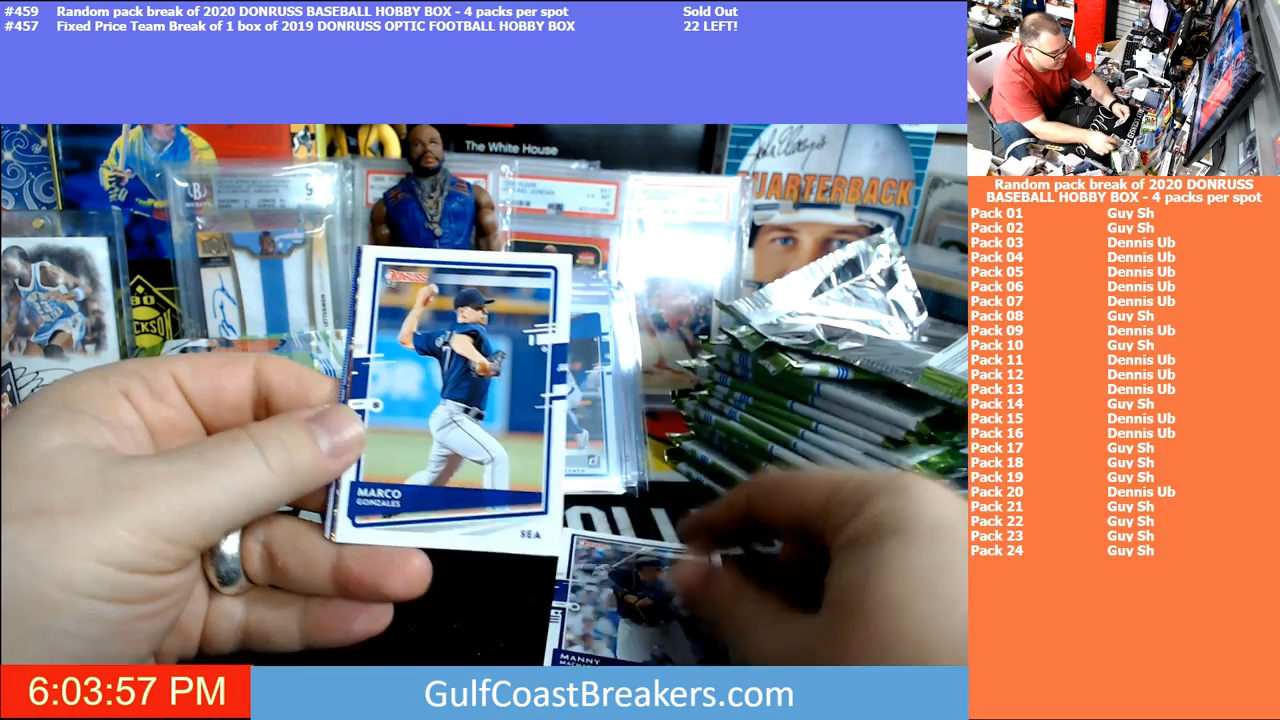 #459 Random pack break of 2020 DONRUSS BASEBALL HOBBY BOX - 4 packs per spot Sold Out
#457 Fixed Price Team Break of 1 box of 2019 DONRUSS OPTIC FOOTBALL HOBBY BOX 22 LEFT!
The White House
QUARTERBACK
9
80
JACKSON
Donruss
MARCO
GONZALES
SEA
MANNY
Random pack break of 2020 DONRUSS
BASEBALL HOBBY BOX - 4 packs per spot
Pack 01 Guy Sh
Pack 02 Guy Sh
Pack 03 Dennis Ub
Pack 04 Dennis Ub
Pack 05 Dennis Ub
Pack 06 Dennis Ub
Pack 07 Dennis Ub
Pack 08 Guy Sh
Pack 09 Dennis Ub
Pack 10 Guy Sh
Pack 11 Dennis Ub
Pack 12 Dennis Ub
Pack 13 Dennis Ub
Pack 14 Guy Sh
Pack 15 Dennis Ub
Pack 16 Dennis Ub
Pack 17 Guy Sh
Pack 18 Guy Sh
Pack 19 Guy Sh
Pack 20 Dennis Ub
Pack 21 Guy Sh
Pack 22 Guy Sh
Pack 23 Guy Sh
Pack 24 Guy Sh
6:03:57 PM
GulfCoastBreakers.com